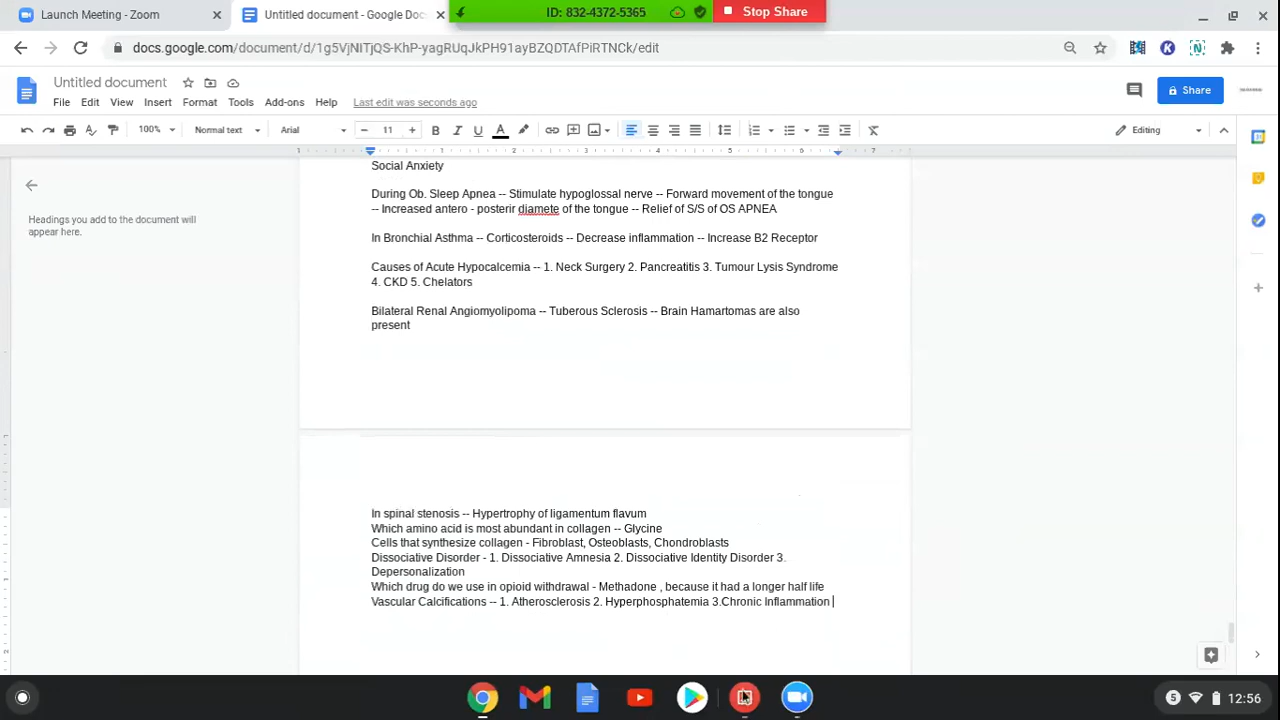 Launch Meeting - Zoom
Untitled document - Google Doc
ID: 832-4372-5365
Stop Share
docs.google.com/document/d/1g5VjNITjQS-KhP-yagRUqJkPH91ayBZQDTAfPiRTNCk/edit
Untitled document
File Edit View Insert Format Tools Add-ons Help Last edit was seconds ago
Share
100% Normal text Arial 11 Editing
1 1 2 3 4 5 6 7
Headings you add to the document will
appear here.
Social Anxiety
During Ob. Sleep Apnea -- Stimulate hypoglossal nerve -- Forward movement of the tongue
-- Increased antero - posterir diamete of the tongue -- Relief of S/S of OS APNEA
In Bronchial Asthma -- Corticosteroids -- Decrease inflammation -- Increase B2 Receptor
Causes of Acute Hypocalcemia -- 1. Neck Surgery 2. Pancreatitis 3. Tumour Lysis Syndrome
4. CKD 5. Chelators
Bilateral Renal Angiomyolipoma -- Tuberous Sclerosis -- Brain Hamartomas are also
present
In spinal stenosis -- Hypertrophy of ligamentum flavum
Which amino acid is most abundant in collagen -- Glycine
Cells that synthesize collagen - Fibroblast, Osteoblasts, Chondroblasts
Dissociative Disorder - 1. Dissociative Amnesia 2. Dissociative Identity Disorder 3.
Depersonalization
Which drug do we use in opioid withdrawal - Methadone , because it had a longer half life
Vascular Calcifications -- 1. Atherosclerosis 2. Hyperphosphatemia 3.Chronic Inflammation
5 12:56